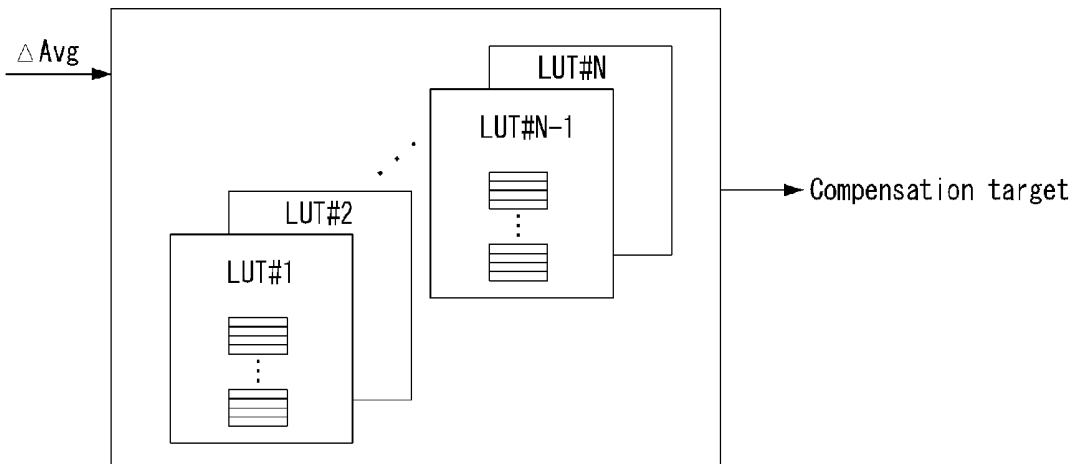 △Avg
LUT#N
LUT#N-1
LUT#2
LUT#1
Compensation target